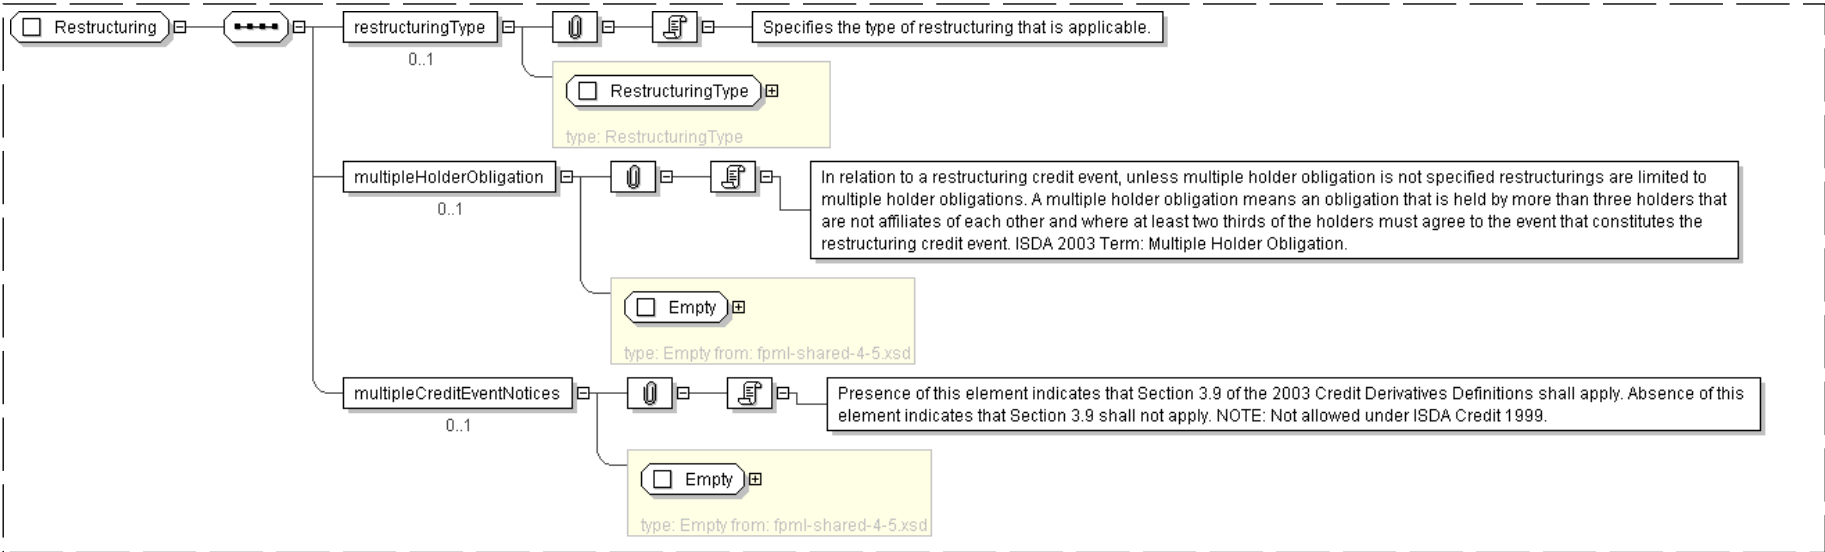 Restructuring
restructuringType
Specifies the type of restructuring that is applicable.
0..1
RestructuringType
type: RestructuringType
multipleHolderObligation
0..1
In relation to a restructuring credit event, unless multiple holder obligation is not specified restructurings are limited to
multiple holder obligations. A multiple holder obligation means an obligation that is held by more than three holders that
are not affiliates of each other and where at least two thirds of the holders must agree to the event that constitutes the
restructuring credit event. ISDA 2003 Term: Multiple Holder Obligation.
Empty
type: Empty from: fpml-shared-4-5.xsd
multipleCreditEventNotices
0..1
Presence of this element indicates that Section 3.9 of the 2003 Credit Derivatives Definitions shall apply. Absence of this
element indicates that Section 3.9 shall not apply. NOTE: Not allowed under ISDA Credit 1999.
Empty
type: Empty from: fpml-shared-4-5.xsd